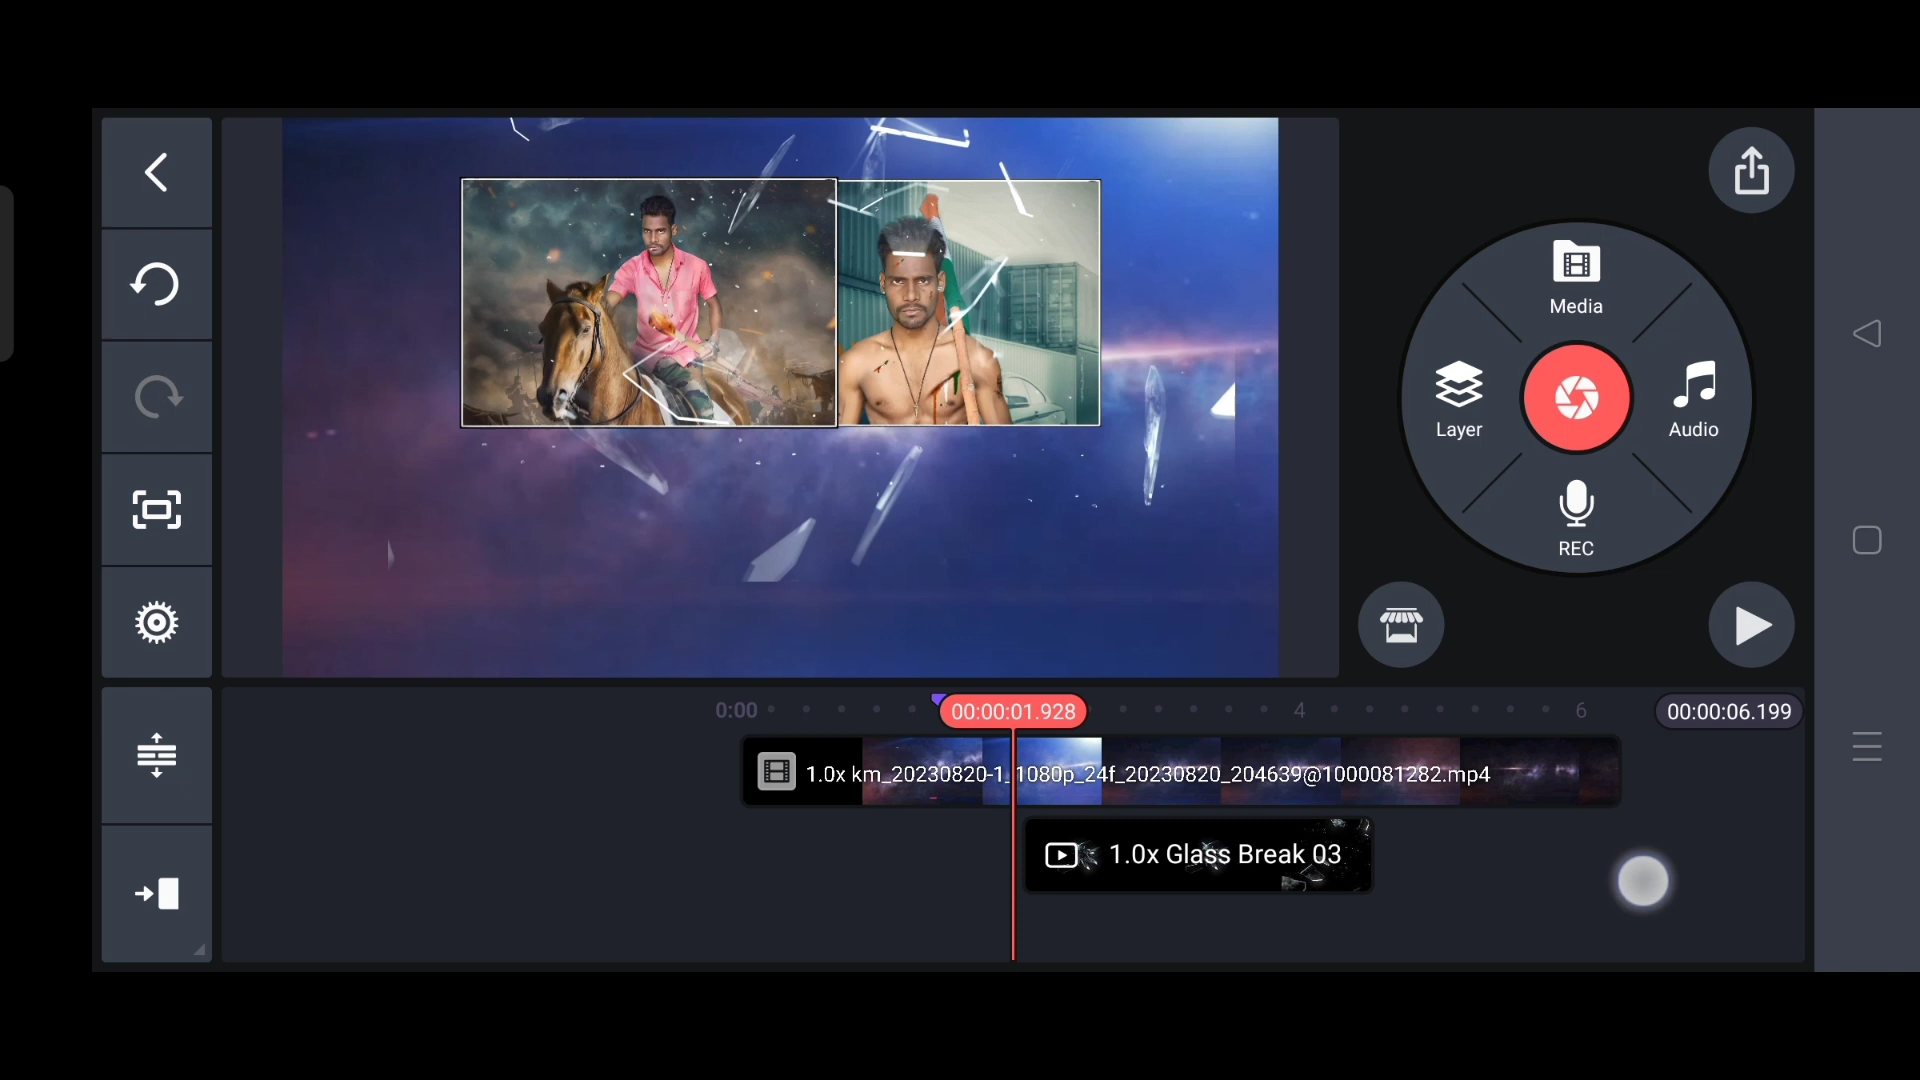 Media
Layer
Audio
REC
0:00
00:00:01.928
4
6
00:00:06.199
1.0x km_20230820-1_1080p_24f_20230820_204639@1000081282.mp4
1.0x Glass Break 03